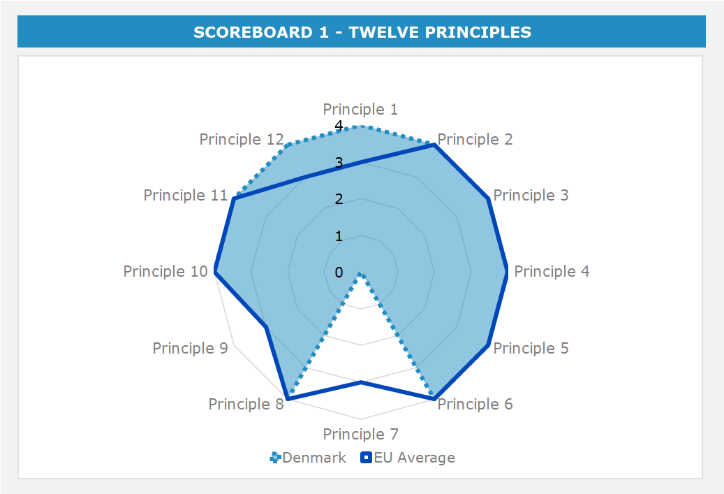 SCOREBOARD 1 - TWELVE PRINCIPLES
Principle 1
Principle 2
Principle 3
Principle 4
Principle 5
Principle 6
Principle 7
Principle 8
Principle 9
Principle 10
Principle 11
Principle 12
4
3
2
1
0
Denmark EU Average